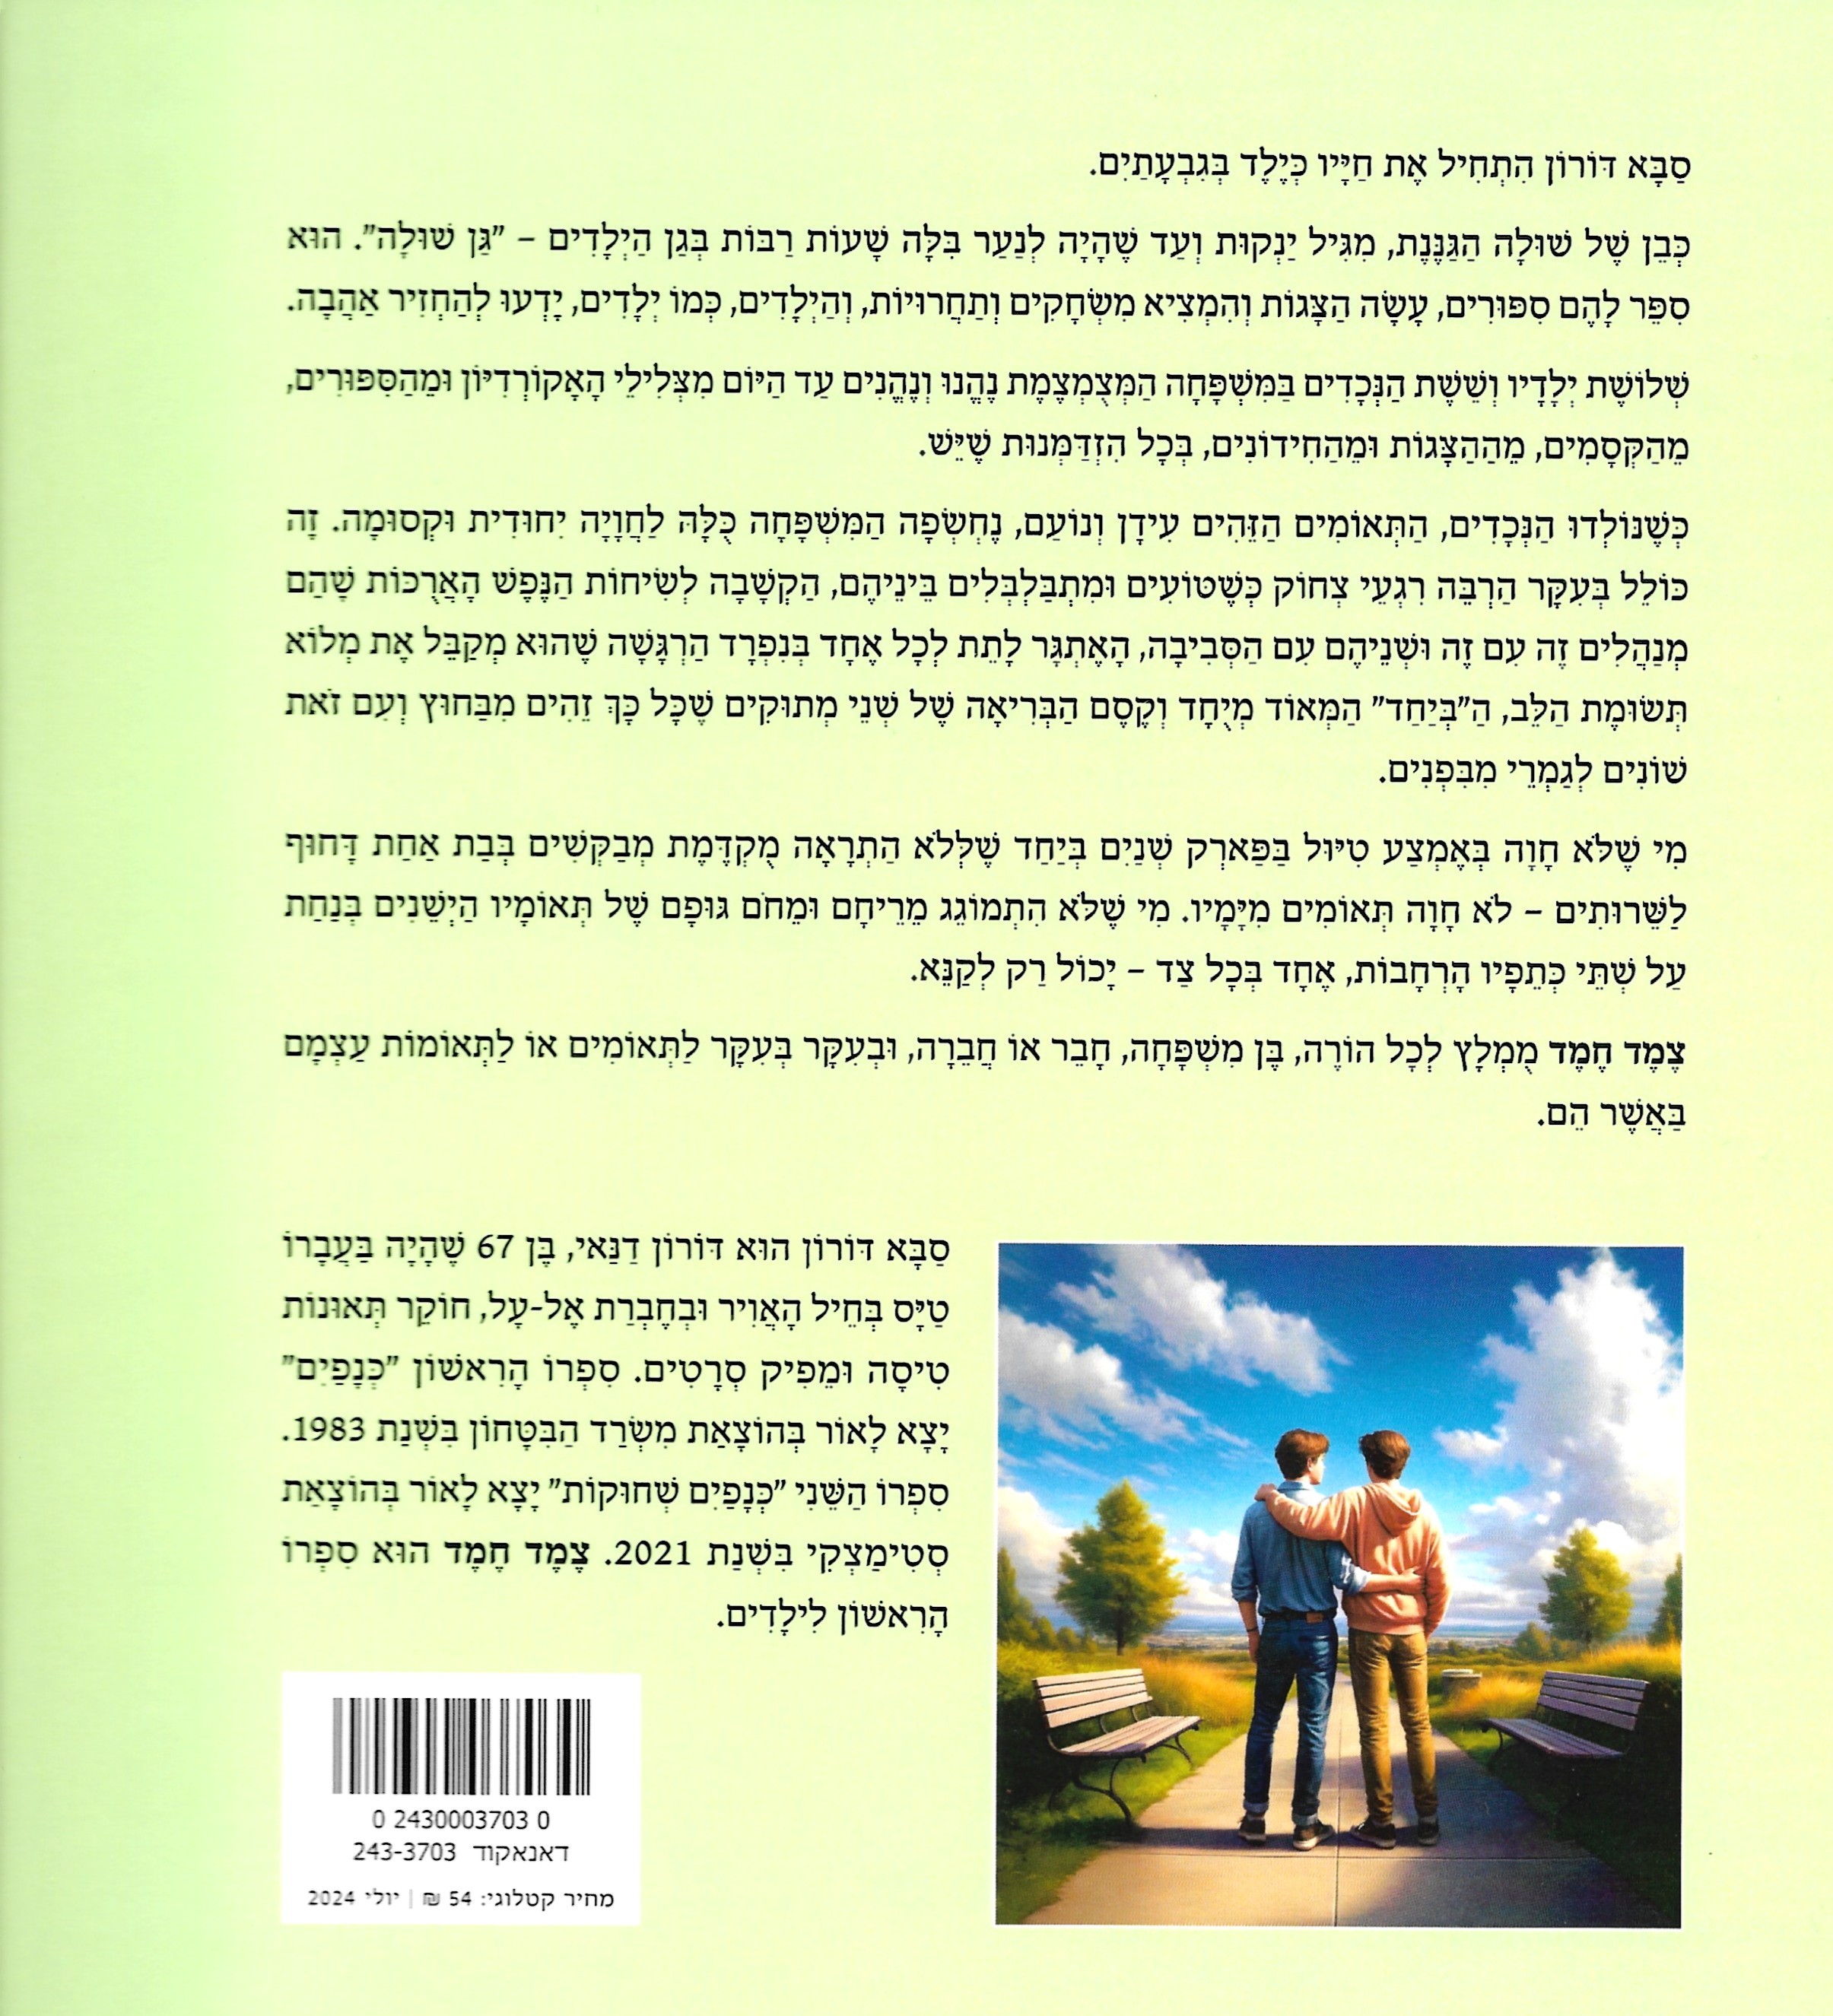 סַבָּא דּוֹרוֹן הִתְחִיל אֶת חַיָּיו כְּיֶלֶד בְּגִבְעָתַיִם.
כְּבֵן שֶׁל שׁוּלָה הַגַּנֶּנֶת, מִגִּיל יַנְקוּת וְעַד שֶׁהָיָה לְנַעַר בִּלָּה שָׁעוֹת רַבּוֹת בְּגַן הַיְלָדִים – "גַּן שׁוּלָה". הוּא
סִפֵּר לָהֶם סִפּוּרִים, עָשָׂה הַצָּגוֹת וְהִמְצִיא מִשְׂחָקִים וְתַחֲרוּיוֹת, וְהַיְלָדִים, כְּמוֹ יְלָדִים, יָדְעוּ לְהַחְזִיר אַהֲבָה.
שְׁלוֹשֶׁת יְלָדָיו וְשֵׁשֶׁת הַנְּכָדִים בַּמִּשְׁפָּחָה הַמְּצֻמְצֶמֶת נֶהֱנוּ וְנֶהֱנִים עַד הַיּוֹם מִצְּלִילֵי הָאָקוֹרְדִיּוֹן וּמֵהַסִּפּוּרִים,
מֵהַקְּסָמִים, מֵהַהַצָּגוֹת וּמֵהַחִידוֹנִים, בְּכָל הִזְדַּמְּנוּת שֶׁיֵּשׁ.
כְּשֶׁנּוֹלְדוּ הַנְּכָדִים, הַתְּאוֹמִים הַזֵּהִים עִידָן וְנוֹעַם, נֶחְשְׂפָה הַמִּשְׁפָּחָה כֻּלָּהּ לַחֲוָיָה יִחוּדִית וּקְסוּמָה. זֶה
כּוֹלֵל בְּעִקָּר הַרְבֵּה רִגְעֵי צְחוֹק כְּשֶׁטּוֹעִים וּמִתְבַּלְבְּלִים בֵּינֵיהֶם, הַקְשָׁבָה לְשִׂיחוֹת הַנֶּפֶשׁ הָאֲרֻכּוֹת שֶׁהֵם
מְנַהֲלִים זֶה עִם זֶה וּשְׁנֵיהֶם עִם הַסְּבִיבָה, הָאֶתְגָּר לָתֵת לְכָל אֶחָד בְּנִפְרָד הַרְגָּשָׁה שֶׁהוּא מְקַבֵּל אֶת מְלוֹא
תְּשׂוּמֶת הַלֵּב, הַ"בְּיַחַד" הַמְּאוֹד מְיֻחָד וְקֶסֶם הַבְּרִיאָה שֶׁל שְׁנֵי מְתוּקִים שֶׁכָּל כָּךְ זֵהִים מִבַּחוּץ וְעִם זֹאת
שׁוֹנִים לְגַמְרֵי מִבִּפְנִים.
מִי שֶׁלֹּא חָוָה בְּאֶמְצַע טִיּוּל בַּפַּארְק שְׁנַיִם בְּיַחַד שֶׁלְּלֹא הַתְרָאָה מֻקְדֶּמֶת מְבַקְּשִׁים בְּבַת אַחַת דָּחוּף
לַשֵּׁרוּתִים – לֹא חָוָה תְּאוֹמִים מִיָּמָיו. מִי שֶׁלֹּא הִתְמוֹגֵג מֵרֵיחָם וּמֵחֹם גּוּפָם שֶׁל תְּאוֹמָיו הַיְשֵׁנִים בְּנַחַת
עַל שְׁתֵּי כְּתֵפָיו הָרְחָבוֹת, אֶחָד בְּכָל צַד – יָכוֹל רַק לְקַנֵּא.
צֶמֶד חֶמֶד מֻמְלָץ לְכָל הוֹרֶה, בֶּן מִשְׁפָּחָה, חָבֵר אוֹ חֲבֵרָה, וּבְעִקָּר בְּעִקָּר לַתְּאוֹמִים אוֹ לַתְּאוֹמוֹת עַצְמָם
בַּאֲשֶׁר הֵם.
סַבָּא דּוֹרוֹן הוּא דּוֹרוֹן דַנַּאי, בֶּן 67 שֶׁהָיָה בַּעֲבָרוֹ
טַיָּס בְּחֵיל הָאֲוִיר וּבְחֶבְרַת אֶל-עָל, חוֹקֵר תְּאוּנוֹת
טִיסָה וּמֵפִיק סְרָטִים. סִפְרוֹ הָרִאשׁוֹן "כְּנָפַיִם"
יָצָא לָאוֹר בְּהוֹצָאַת מִשְׂרַד הַבִּטָּחוֹן בִּשְׁנַת 1983.
סִפְרוֹ הַשֵּׁנִי "כְּנָפַיִם שְׁחוּקוֹת" יָצָא לָאוֹר בְּהוֹצָאַת
סְטִימַצְקִי בִּשְׁנַת 2021. צֶמֶד חֶמֶד הוּא סִפְרוֹ
הָרִאשׁוֹן לִילָדִים.
0 2430003703 0
דאנאקוד 243-3703
מחיר קטלוגי: 54 ₪ | יולי 2024